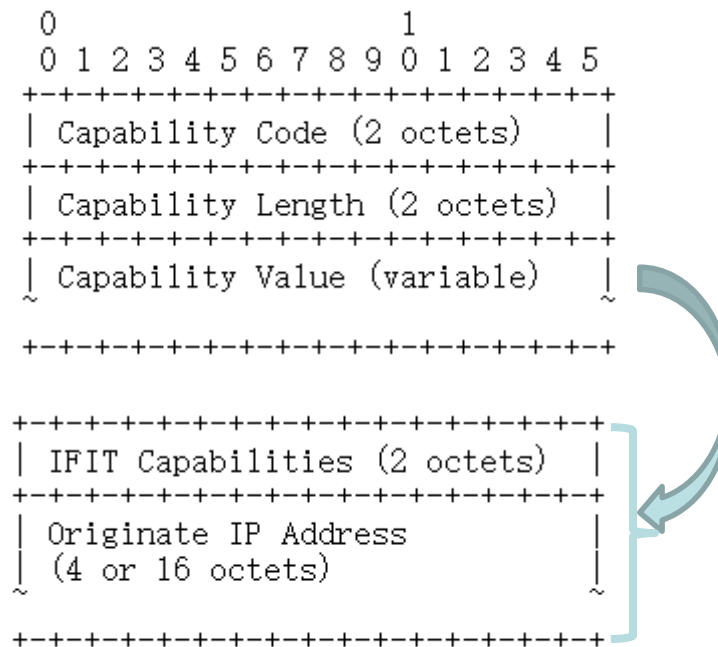 0 1
0 1 2 3 4 5 6 7 8 9 0 1 2 3 4 5
+-+-+-+-+-+-+-+-+-+-+-+-+-+-+-+-+
| Capability Code (2 octets) |
+-+-+-+-+-+-+-+-+-+-+-+-+-+-+-+-+
| Capability Length (2 octets) |
+-+-+-+-+-+-+-+-+-+-+-+-+-+-+-+-+
| Capability Value (variable) |
~ ~
+-+-+-+-+-+-+-+-+-+-+-+-+-+-+-+-+
+-+-+-+-+-+-+-+-+-+-+-+-+-+-+-+-+
| IFIT Capabilities (2 octets) |
+-+-+-+-+-+-+-+-+-+-+-+-+-+-+-+-+
| Originate IP Address |
| (4 or 16 octets) |
~ ~
+-+-+-+-+-+-+-+-+-+-+-+-+-+-+-+-+